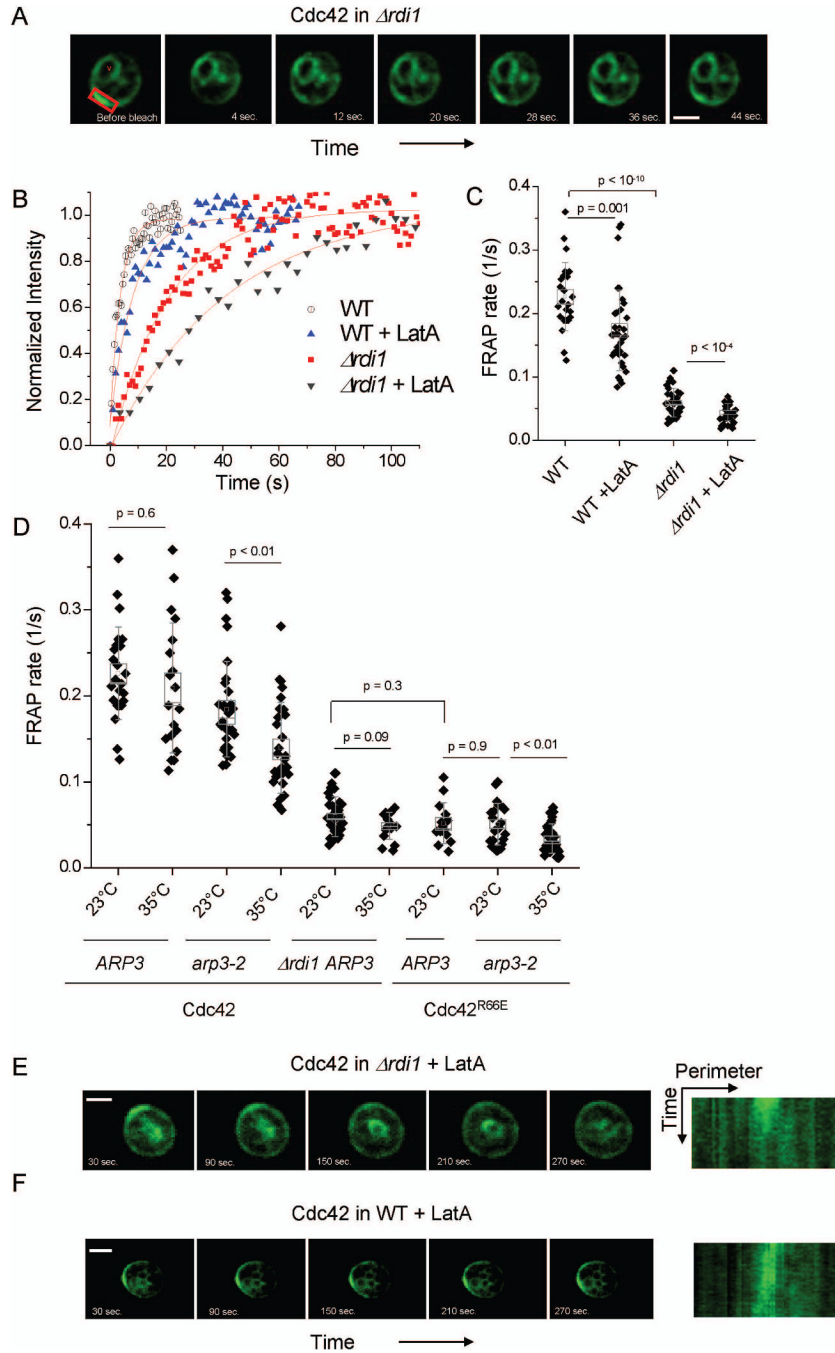 A
Cdc42 in Δrdi1
v
Before bleach
4 sec.
12 sec.
20 sec.
28 sec.
36 sec.
44 sec.
Time
B
Normalized Intensity
1.0
0.8
0.6
0.4
0.2
0.0
0
20
40
60
80
100
Time (s)
WT
WT + LatA
Δrdi1
Δrdi1 + LatA
C
FRAP rate (1/s)
0.4
0.3
0.2
0.1
0.0
p < 10⁻¹⁰
p = 0.001
p < 10⁻⁴
WT
WT +LatA
Δrdi1
Δrdi1 + LatA
D
FRAP rate (1/s)
0.4
0.3
0.2
0.1
0.0
p = 0.6
p < 0.01
p = 0.3
p = 0.09
p = 0.9
p < 0.01
23°C
35°C
23°C
35°C
23°C
35°C
23°C
23°C
35°C
ARP3
arp3-2
Δrdi1 ARP3
ARP3
arp3-2
Cdc42
Cdc42ᴿ⁶⁶ᴱ
E
Cdc42 in Δrdi1 + LatA
30 sec.
90 sec.
150 sec.
210 sec.
270 sec.
Perimeter
Time
F
Cdc42 in WT + LatA
30 sec.
90 sec.
150 sec.
210 sec.
270 sec.
Time